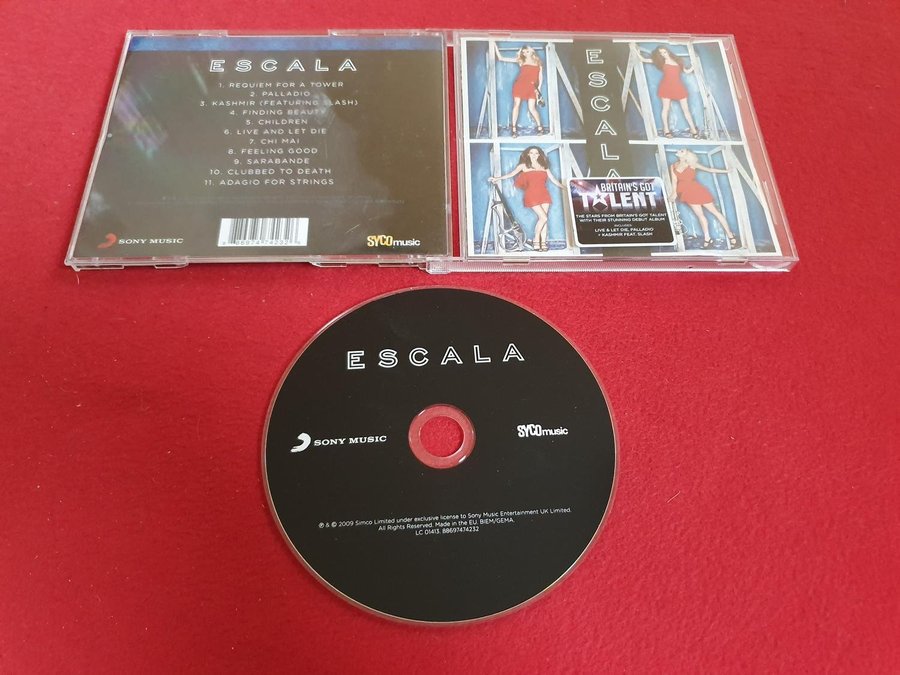 ESCALA
1. REQUIEM FOR A TOWER
2. PALLADIO
3. KASHMIR (FEATURING SLASH)
4. FINDING BEAUTY
5. CHILDREN
6. LIVE AND LET DIE
7. CHI MAI
8. FEELING GOOD
9. SARABANDE
10. CLUBBED TO DEATH
11. ADAGIO FOR STRINGS
SONY MUSIC
SYCOmusic
ESCALA
BRITAIN'S GOT
TALENT
THE STARS FROM BRITAIN'S GOT TALENT
WITH THEIR STUNNING DEBUT ALBUM
INCLUDES
LIVE & LET DIE, PALLADIO
+ KASHMIR FEAT. SLASH
ESCALA
SONY MUSIC
SYCOmusic
℗ & © 2009 Simco Limited under exclusive license to Sony Music Entertainment UK Limited.
All Rights Reserved. Made in the EU. BIEM/GEMA.
LC 01413. 88697474232